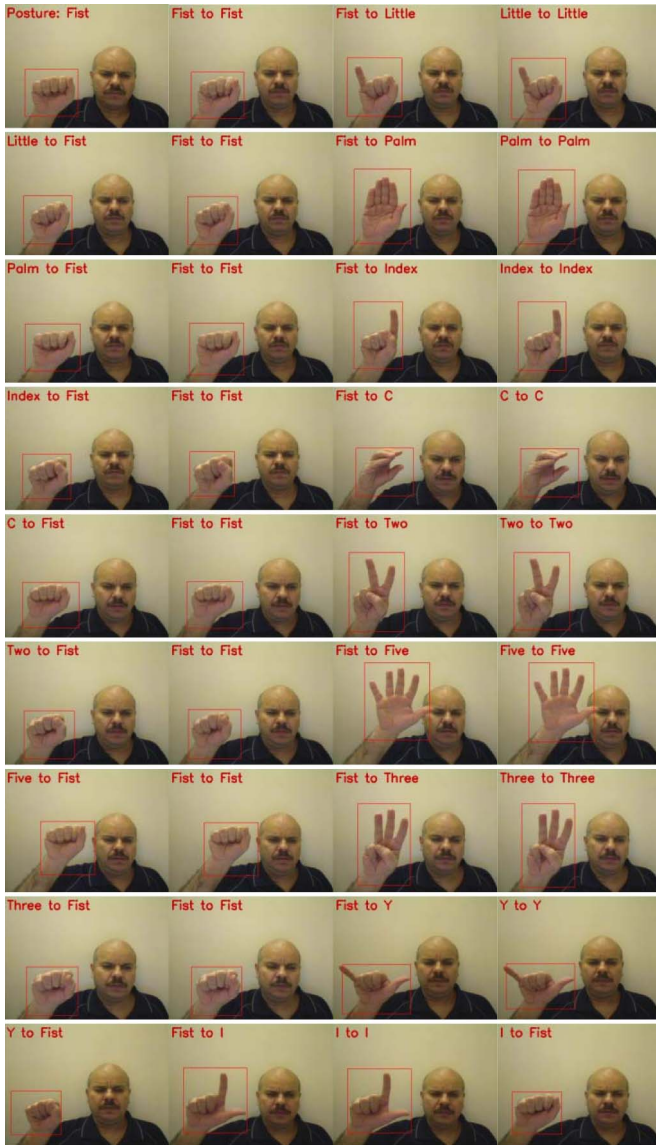 Posture: Fist
Fist to Fist
Fist to Little
Little to Little
Little to Fist
Fist to Fist
Fist to Palm
Palm to Palm
Palm to Fist
Fist to Fist
Fist to Index
Index to Index
Index to Fist
Fist to Fist
Fist to C
C to C
C to Fist
Fist to Fist
Fist to Two
Two to Two
Two to Fist
Fist to Fist
Fist to Five
Five to Five
Five to Fist
Fist to Fist
Fist to Three
Three to Three
Three to Fist
Fist to Fist
Fist to Y
Y to Y
Y to Fist
Fist to I
I to I
I to Fist